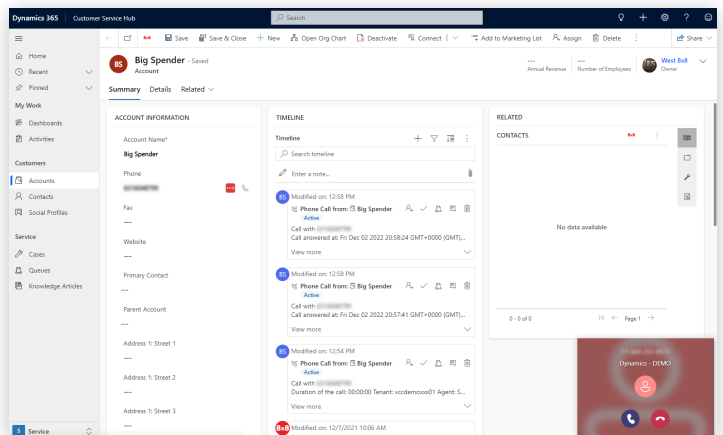 Dynamics 365 Customer Service Hub
Search
8x8 Save Save & Close New Open Org Chart Deactivate Connect Add to Marketing List Assign Delete Share
Home
Recent
Pinned
My Work
Dashboards
Activities
Customers
Accounts
Contacts
Social Profiles
Service
Cases
Queues
Knowledge Articles
S Service
BS Big Spender - Saved
Account
--- Annual Revenue
--- Number of Employees
West 8x8
Owner
Summary Details Related
ACCOUNT INFORMATION
Account Name*
Big Spender
Phone
Fax
---
Website
---
Primary Contact
---
Parent Account
---
Address 1: Street 1
---
Address 1: Street 2
---
Address 1: Street 3
---
TIMELINE
Timeline
Search timeline
Enter a note...
BS Modified on: 12:58 PM
Phone Call from: Big Spender
Active
Call with
Call answered at: Fri Dec 02 2022 20:58:24 GMT+0000 (GMT)...
View more
BS Modified on: 12:58 PM
Phone Call from: Big Spender
Active
Call with
Call answered at: Fri Dec 02 2022 20:57:41 GMT+0000 (GMT)...
View more
BS Modified on: 12:54 PM
Phone Call from: Big Spender
Active
Call with
Duration of the call: 00:00:00 Tenant: vccdemoxxx01 Agent: S...
View more
8x8 Modified on: 12/7/2021 10:06 AM
RELATED
CONTACTS 8x8
No data available
0 - 0 of 0 Page 1
Dynamics - DEMO